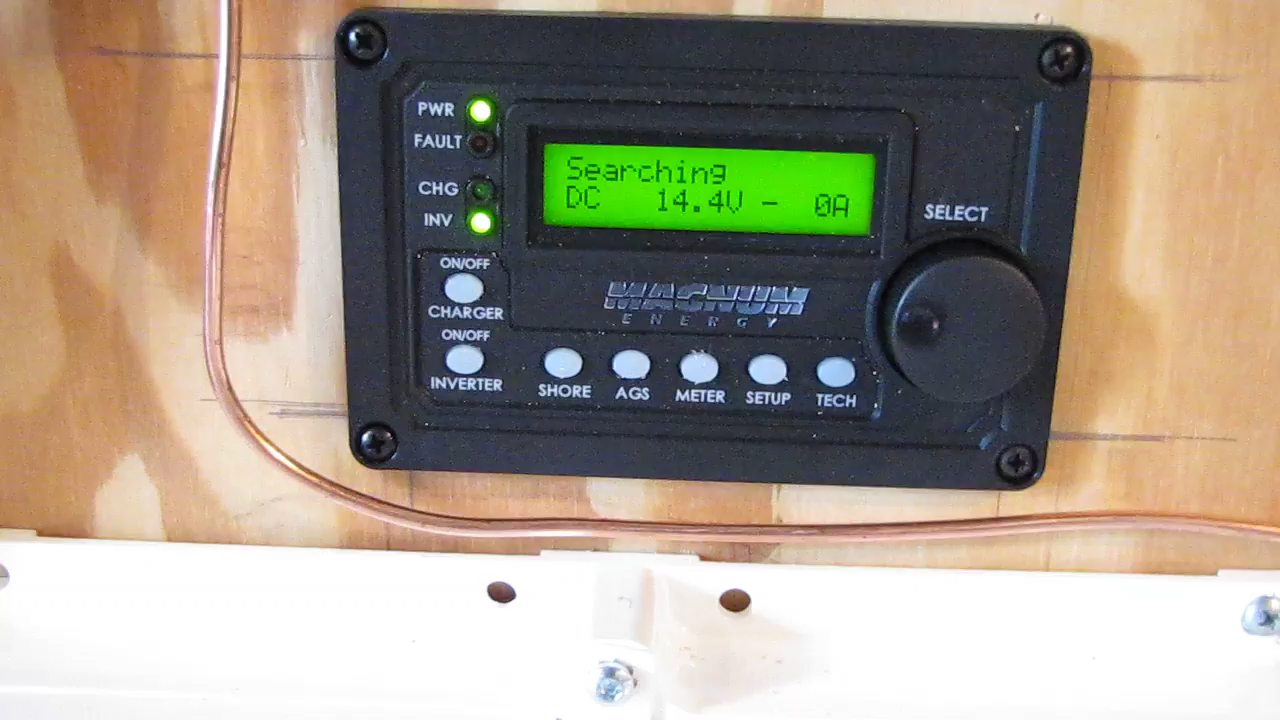 PWR
FAULT
CHG
INV
Searching
DC 14.4V - 0A
SELECT
ON/OFF
CHARGER
ON/OFF
INVERTER
MAGNUM
ENERGY
SHORE
AGS
METER
SETUP
TECH